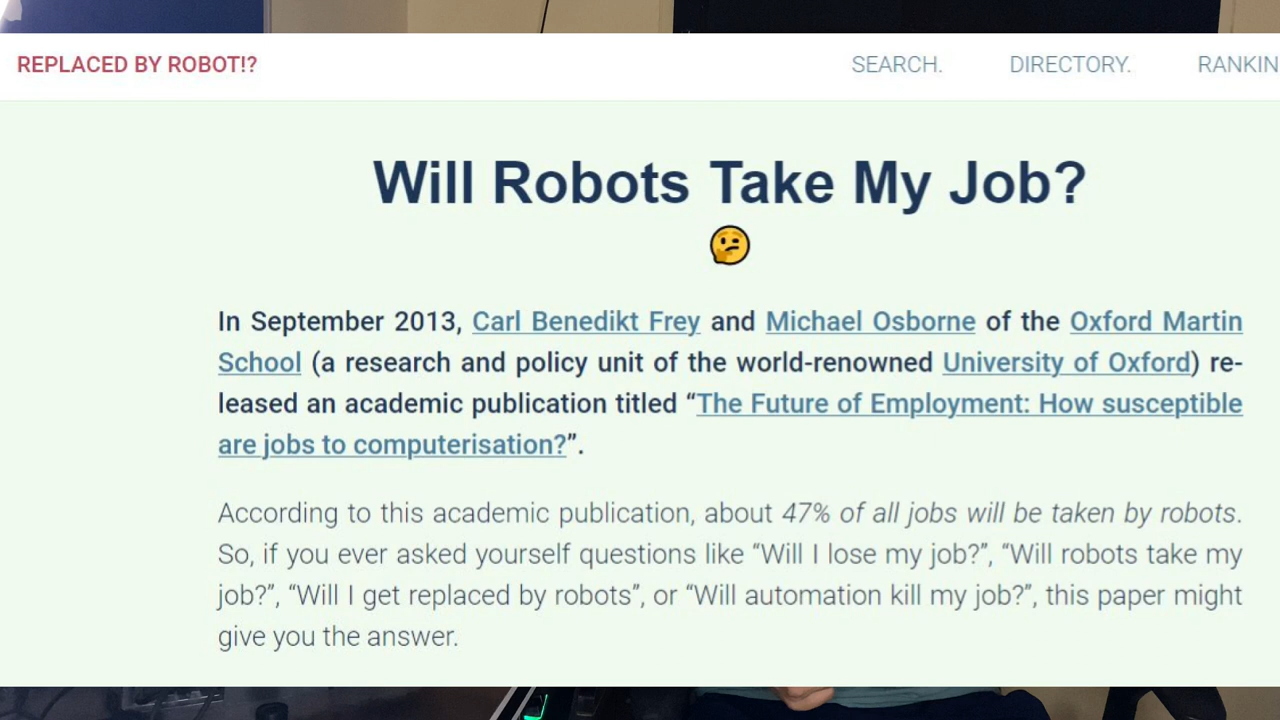 REPLACED BY ROBOT!?
SEARCH.
DIRECTORY.
RANKIN
Will Robots Take My Job?
In September 2013, Carl Benedikt Frey and Michael Osborne of the Oxford Martin
School (a research and policy unit of the world-renowned University of Oxford) re-
leased an academic publication titled “The Future of Employment: How susceptible
are jobs to computerisation?”.
According to this academic publication, about 47% of all jobs will be taken by robots.
So, if you ever asked yourself questions like “Will I lose my job?”, “Will robots take my
job?”, “Will I get replaced by robots”, or “Will automation kill my job?”, this paper might
give you the answer.